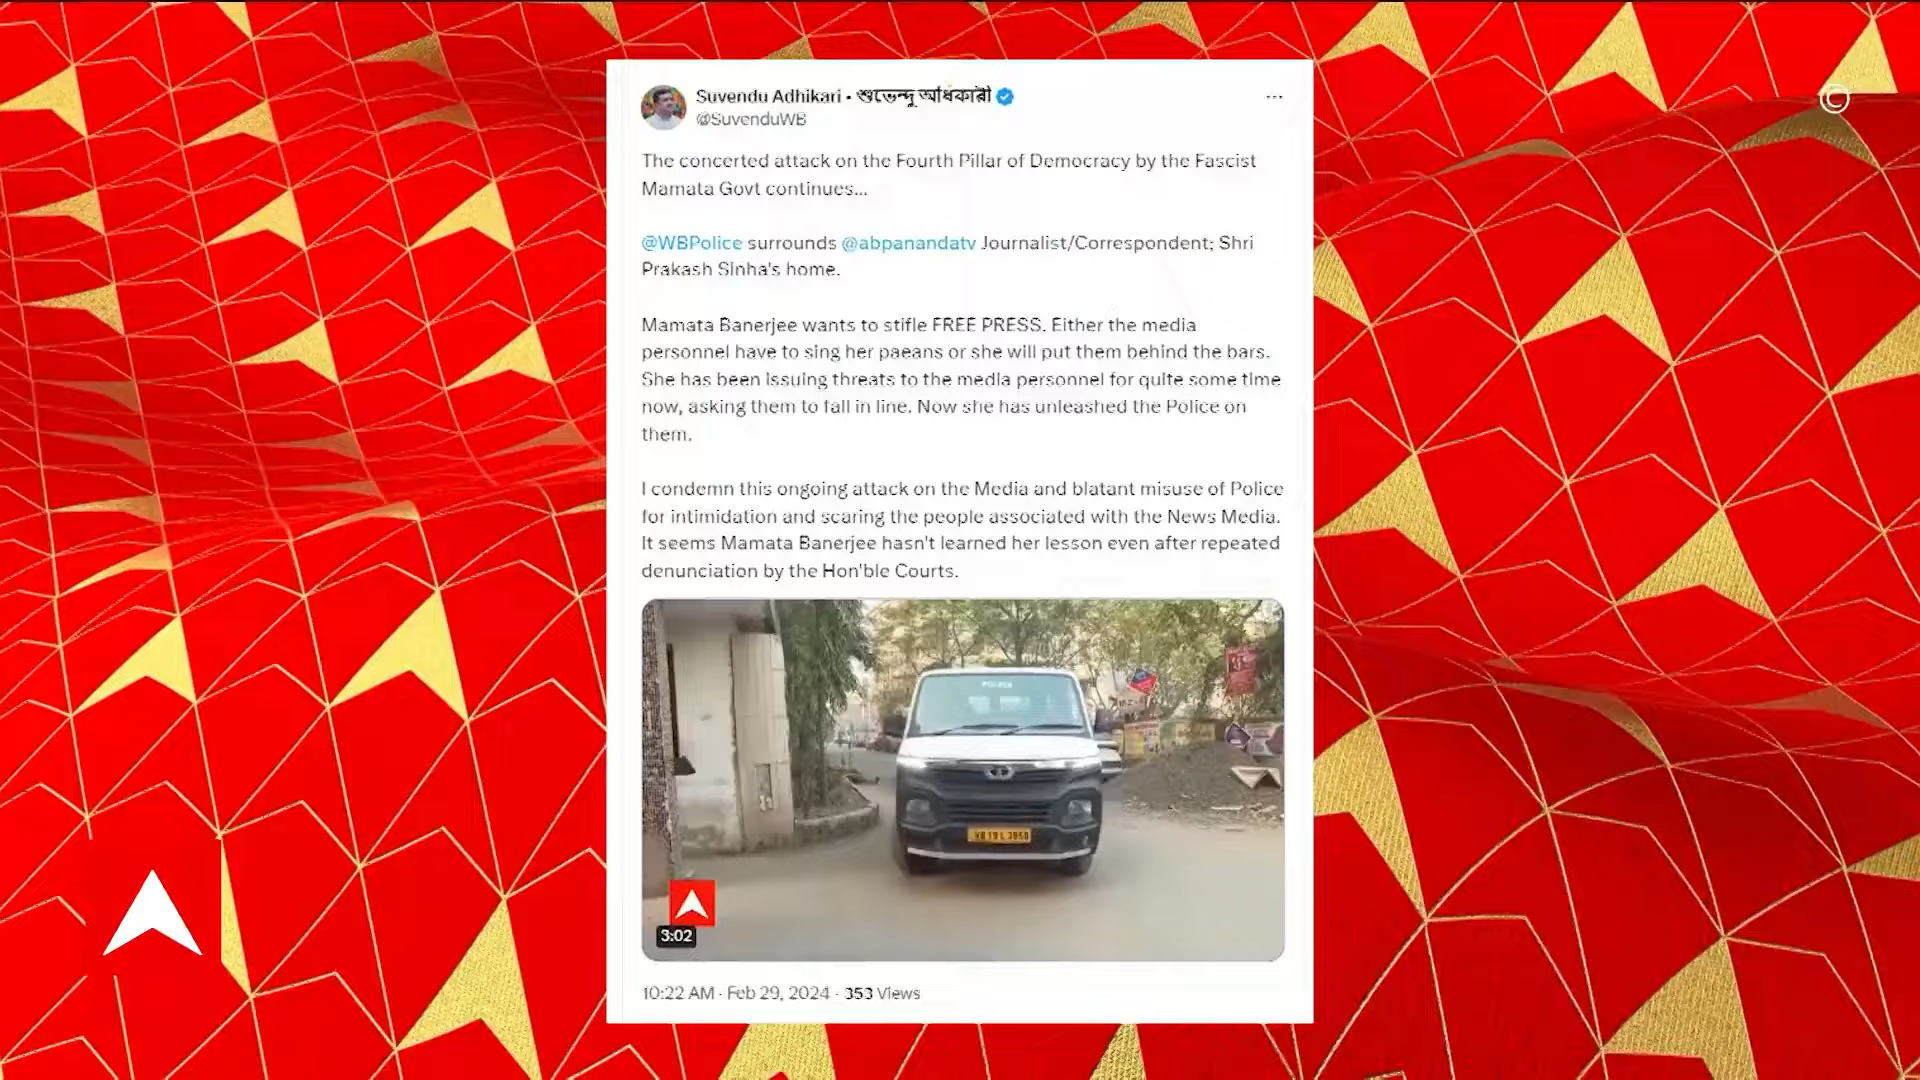 Suvendu Adhikari • শুভেন্দু অধিকারী
@SuvenduWB
The concerted attack on the Fourth Pillar of Democracy by the Fascist
Mamata Govt continues...
@WBPolice surrounds @abpanandatv Journalist/Correspondent; Shri
Prakash Sinha's home.
Mamata Banerjee wants to stifle FREE PRESS. Either the media
personnel have to sing her paeans or she will put them behind the bars.
She has been issuing threats to the media personnel for quite some time
now, asking them to fall in line. Now she has unleashed the Police on
them.
I condemn this ongoing attack on the Media and blatant misuse of Police
for intimidation and scaring the people associated with the News Media.
It seems Mamata Banerjee hasn't learned her lesson even after repeated
denunciation by the Hon'ble Courts.
POLICE
WB 19 L 3950
3:02
10:22 AM · Feb 29, 2024 · 353 Views
©